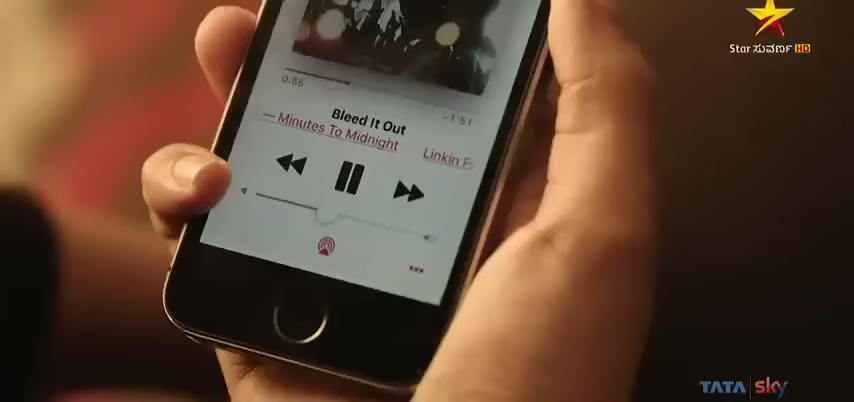 Star ಸುವರ್ಣ HD
0:55
-1:51
Bleed It Out
— Minutes To Midnight Linkin P
TATA sky